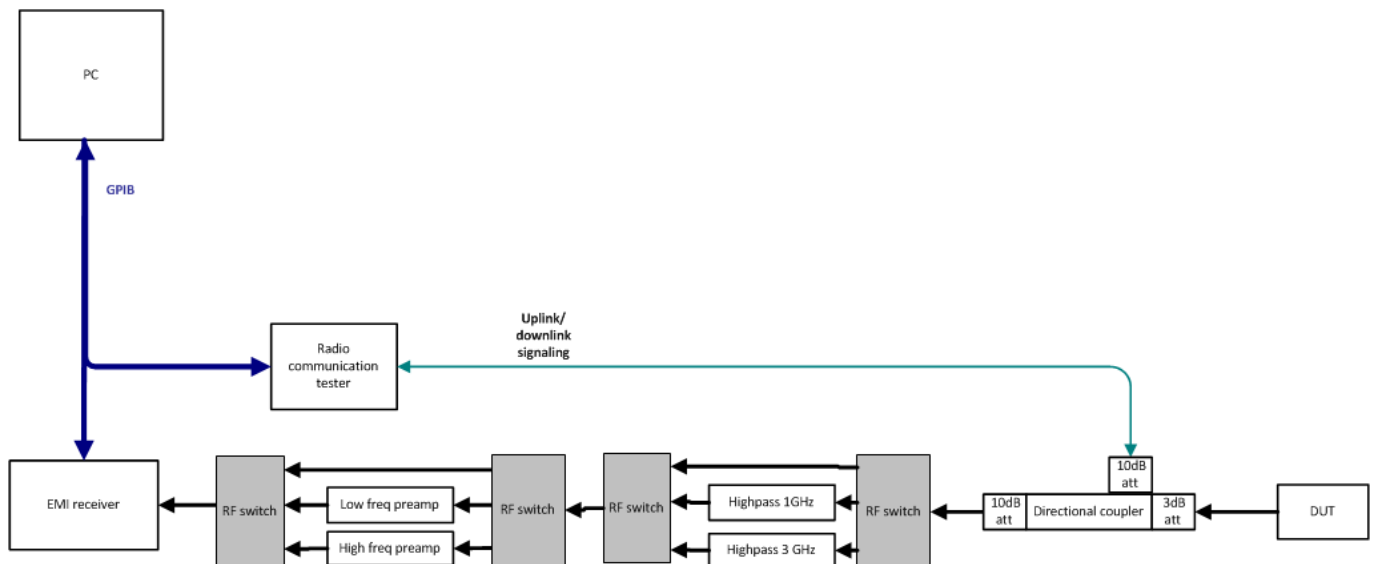 PC
GPIB
Uplink/
downlink
signaling
Radio
communication
tester
10dB
att
EMI receiver
RF switch
Low freq preamp
High freq preamp
RF switch
RF switch
Highpass 1GHz
Highpass 3 GHz
RF switch
10dB
att
Directional coupler
3dB
att
DUT